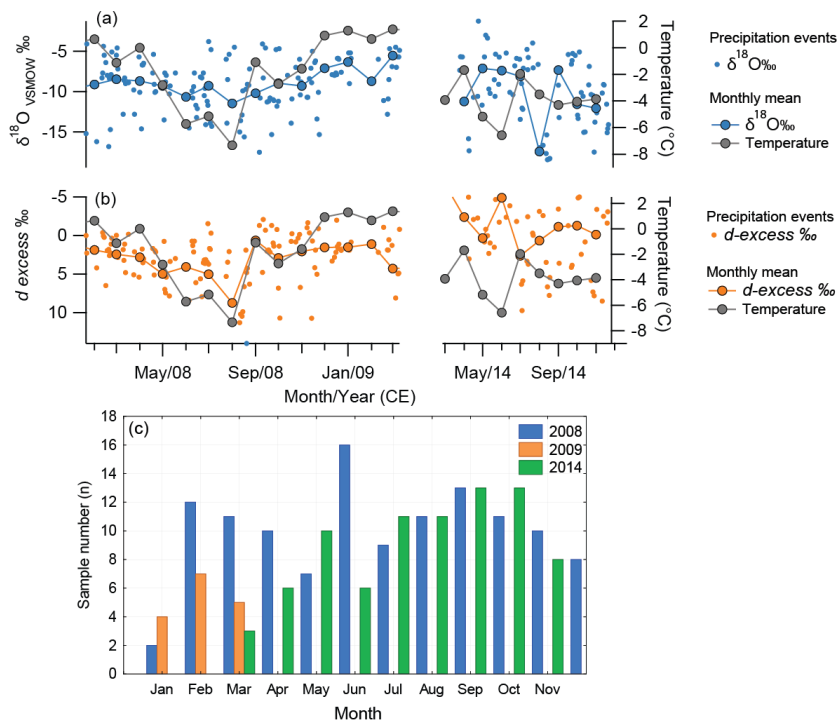 (a)
δ18O VSMOW ‰
-5
-10
-15
2
0
-2
-4
-6
-8
Temperature (°C)
Precipitation events
δ18O‰
Monthly mean
δ18O‰
Temperature
(b)
d excess ‰
-5
0
5
10
2
0
-2
-4
-6
-8
Temperature (°C)
Precipitation events
d-excess ‰
Monthly mean
d-excess ‰
Temperature
May/08 Sep/08 Jan/09 May/14 Sep/14
Month/Year (CE)
(c)
Sample number (n)
18
16
14
12
10
8
6
4
2
0
2008
2009
2014
Jan Feb Mar Apr May Jun Jul Aug Sep Oct Nov
Month